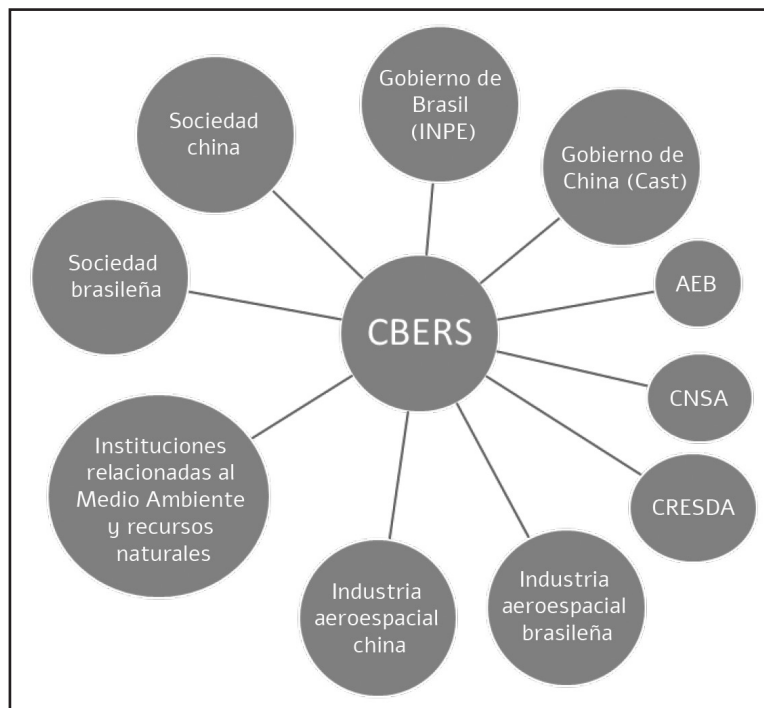 Gobierno de
Brasil
(INPE)
Gobierno de
China (Cast)
AEB
CNSA
CRESDA
Industria
aeroespacial
brasileña
Industria
aeroespacial
china
Instituciones
relacionadas al
Medio Ambiente
y recursos
naturales
Sociedad
brasileña
Sociedad
china
CBERS